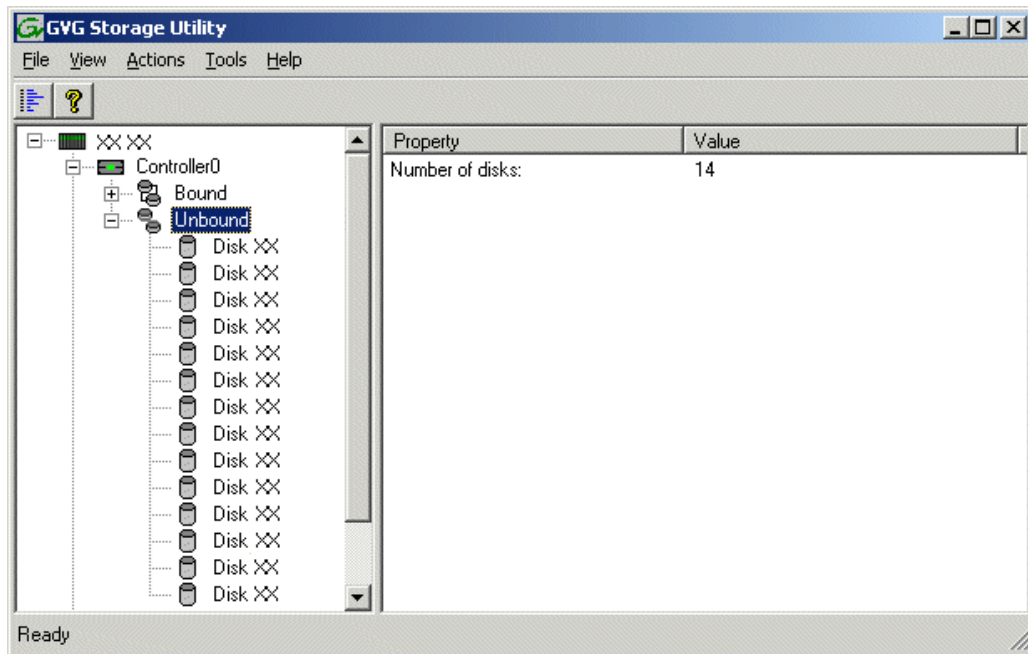 GVG Storage Utility
File View Actions Tools Help
XX XX
Controller0
Bound
Unbound
Disk XX
Disk XX
Disk XX
Disk XX
Disk XX
Disk XX
Disk XX
Disk XX
Disk XX
Disk XX
Disk XX
Disk XX
Disk XX
Disk XX
Property Value
Number of disks: 14
Ready